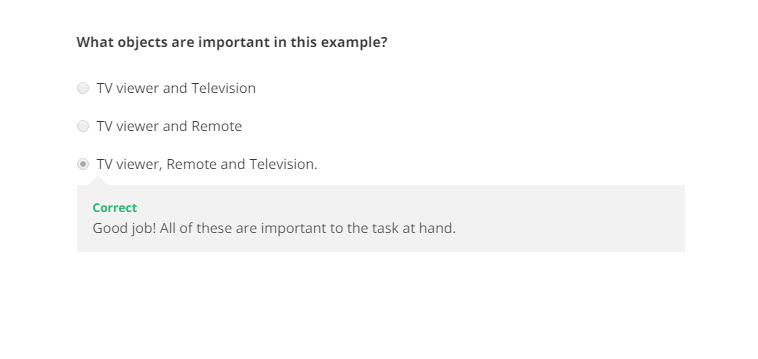 What objects are important in this example?
TV viewer and Television
TV viewer and Remote
TV viewer, Remote and Television.
Correct
Good job! All of these are important to the task at hand.